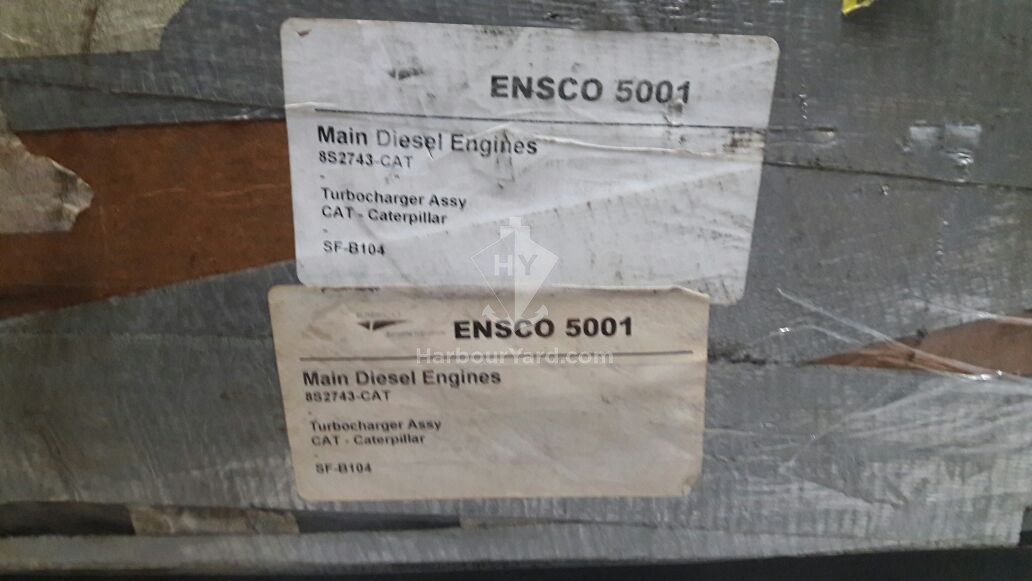 ENSCO 5001
Main Diesel Engines
8S2743-CAT
-
Turbocharger Assy
CAT - Caterpillar
-
SF-B104
HY
ENSCO 5001
HarbourYard.com
Main Diesel Engines
8S2743-CAT
-
Turbocharger Assy
CAT - Caterpillar
-
SF-B104